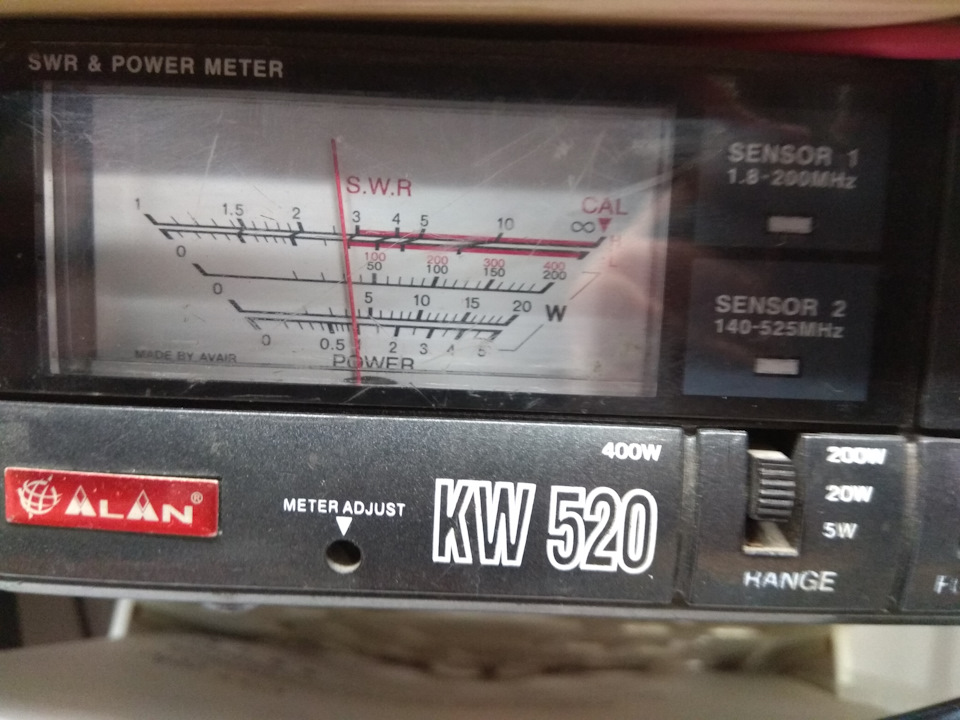 SWR & POWER METER
S.W.R
1 1.5 2 3 4 5 10 ∞ CAL
H
L
0 100 200 300 400
50 100 150 200
0 5 10 15 20 W
0 0.5 1 2 3 4 5
MADE BY AVAIR
POWER
SENSOR 1
1.8-200MHz
SENSOR 2
140-525MHz
ALAN®
METER ADJUST
400W
KW 520
200W
20W
5W
RANGE